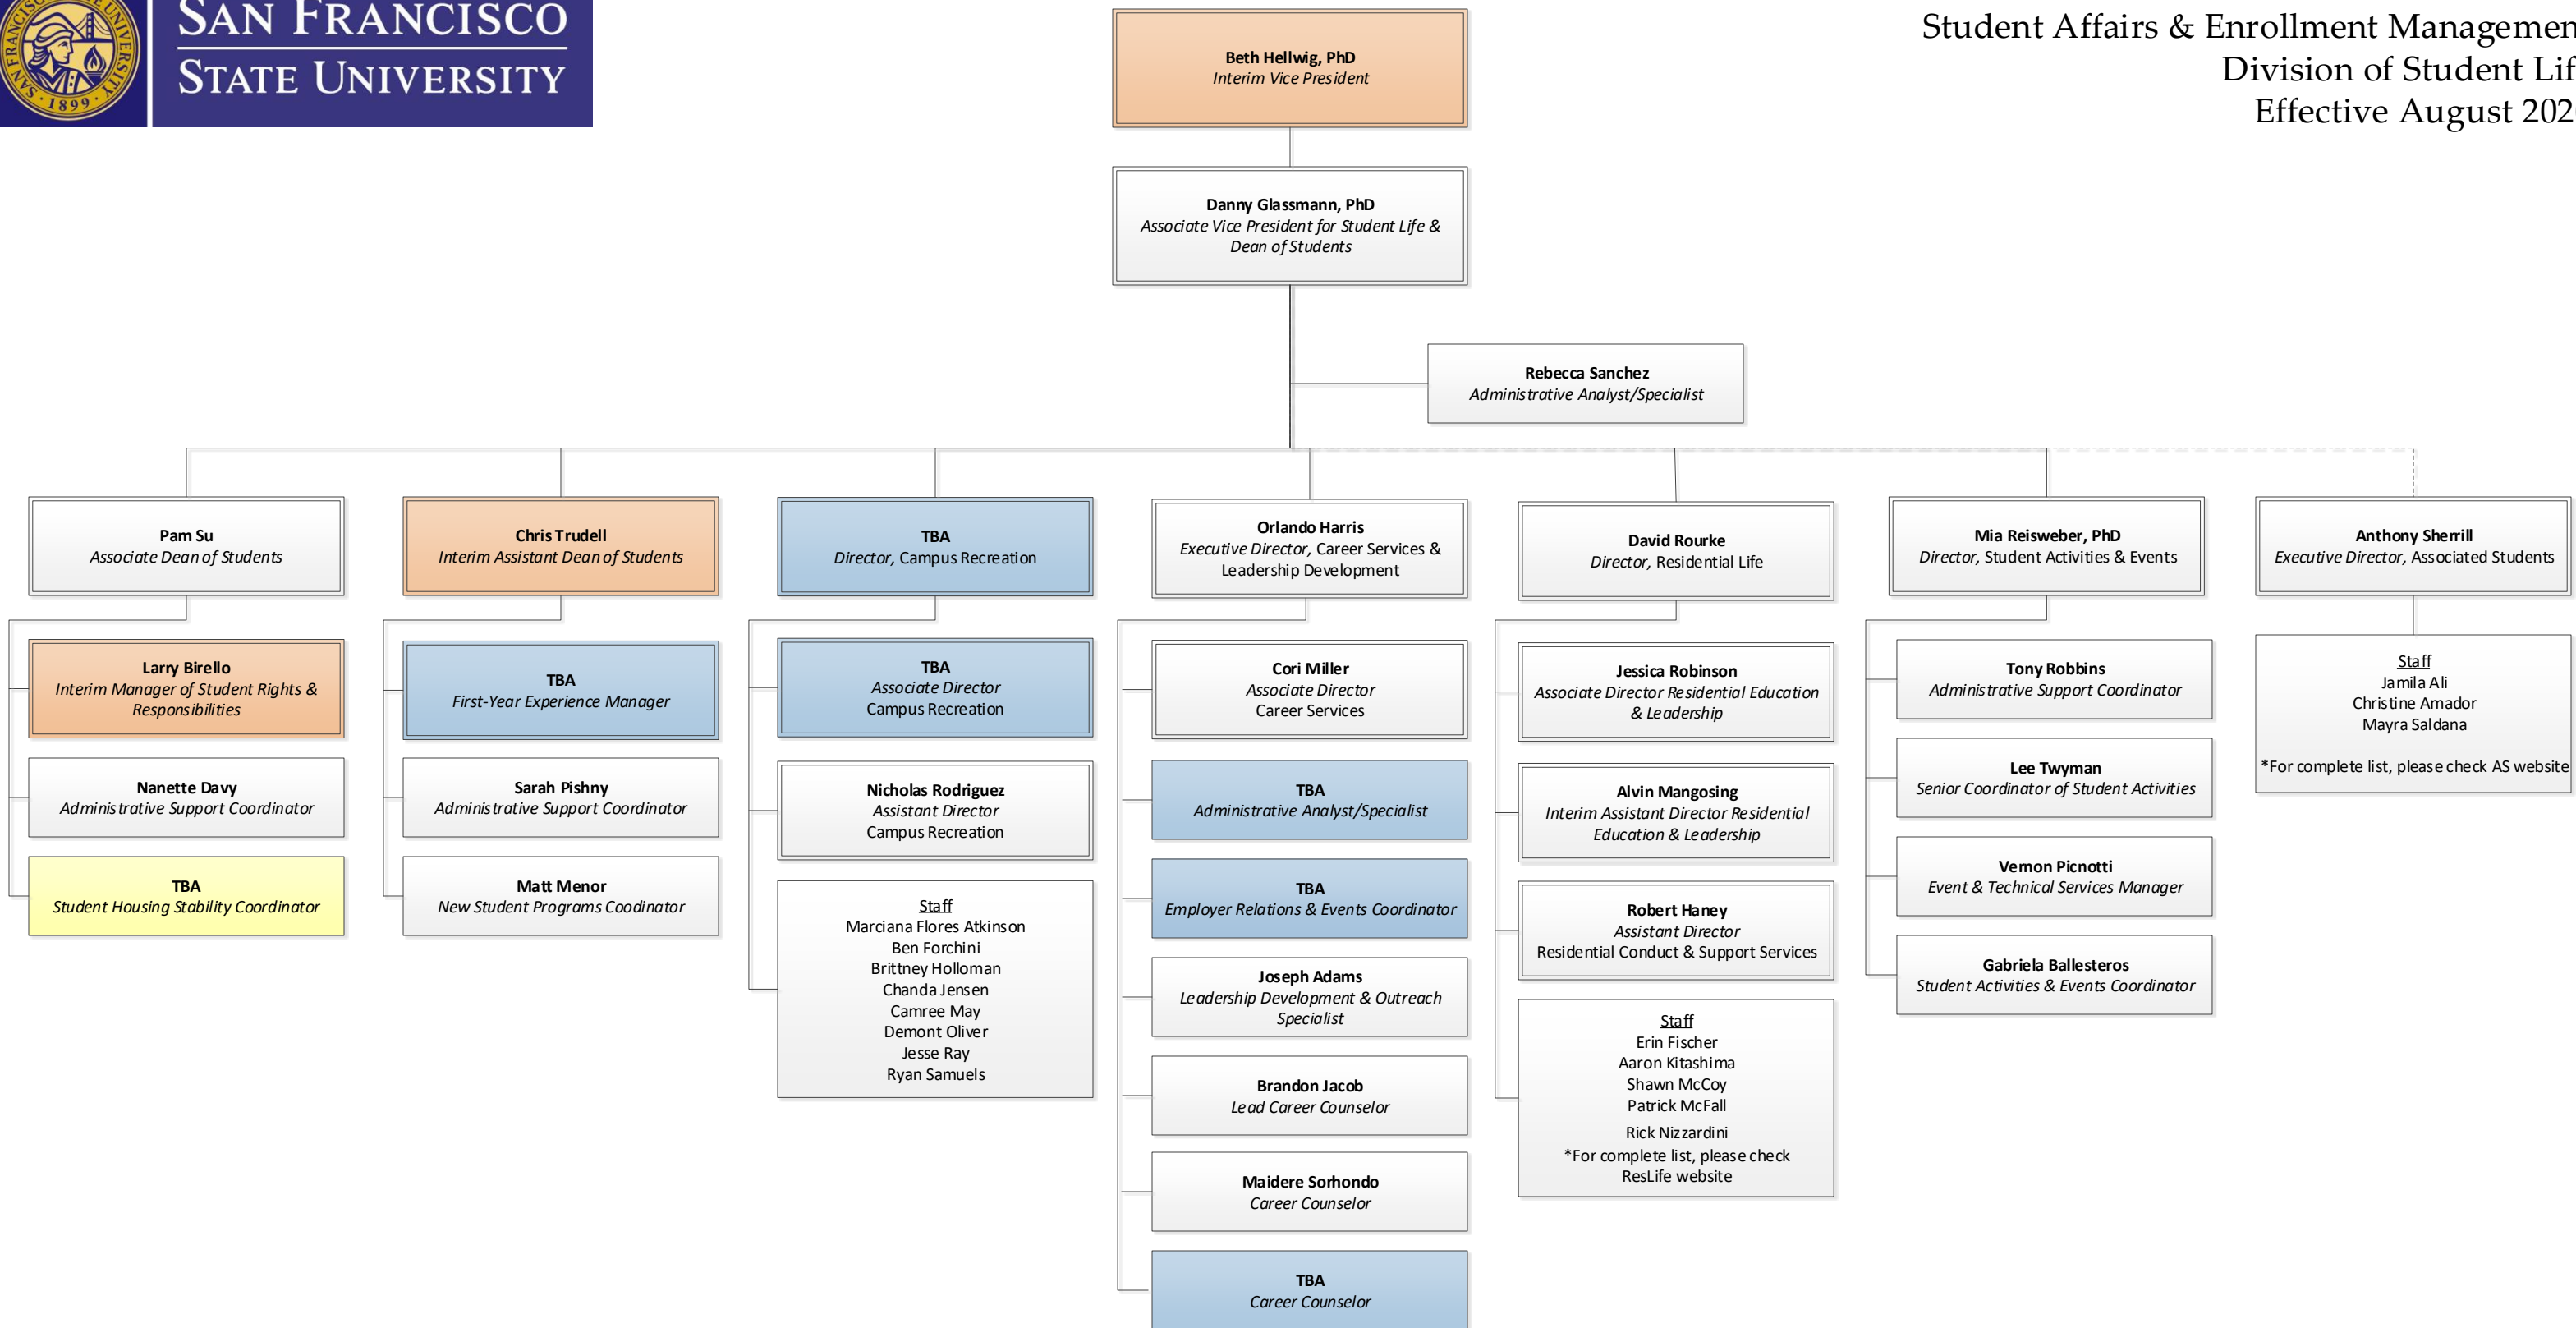 SAN FRANCISCO
STATE UNIVERSITY
SAN FRANCISCO STATE UNIVERSITY
· 1899 ·
Student Affairs & Enrollment Managemen
Division of Student Lif
Effective August 202
Beth Hellwig, PhD
Interim Vice President
Danny Glassmann, PhD
Associate Vice President for Student Life &
Dean of Students
Rebecca Sanchez
Administrative Analyst/Specialist
Pam Su
Associate Dean of Students
Larry Birello
Interim Manager of Student Rights &
Responsibilities
Nanette Davy
Administrative Support Coordinator
TBA
Student Housing Stability Coordinator
Chris Trudell
Interim Assistant Dean of Students
TBA
First-Year Experience Manager
Sarah Pishny
Administrative Support Coordinator
Matt Menor
New Student Programs Coodinator
TBA
Director, Campus Recreation
TBA
Associate Director
Campus Recreation
Nicholas Rodriguez
Assistant Director
Campus Recreation
Staff
Marciana Flores Atkinson
Ben Forchini
Brittney Holloman
Chanda Jensen
Camree May
Demont Oliver
Jesse Ray
Ryan Samuels
Orlando Harris
Executive Director, Career Services &
Leadership Development
Cori Miller
Associate Director
Career Services
TBA
Administrative Analyst/Specialist
TBA
Employer Relations & Events Coordinator
Joseph Adams
Leadership Development & Outreach
Specialist
Brandon Jacob
Lead Career Counselor
Maidere Sorhondo
Career Counselor
TBA
Career Counselor
David Rourke
Director, Residential Life
Jessica Robinson
Associate Director Residential Education
& Leadership
Alvin Mangosing
Interim Assistant Director Residential
Education & Leadership
Robert Haney
Assistant Director
Residential Conduct & Support Services
Staff
Erin Fischer
Aaron Kitashima
Shawn McCoy
Patrick McFall
Rick Nizzardini
*For complete list, please check
ResLife website
Mia Reisweber, PhD
Director, Student Activities & Events
Tony Robbins
Administrative Support Coordinator
Lee Twyman
Senior Coordinator of Student Activities
Vernon Picnotti
Event & Technical Services Manager
Gabriela Ballesteros
Student Activities & Events Coordinator
Anthony Sherrill
Executive Director, Associated Students
Staff
Jamila Ali
Christine Amador
Mayra Saldana
*For complete list, please check AS website